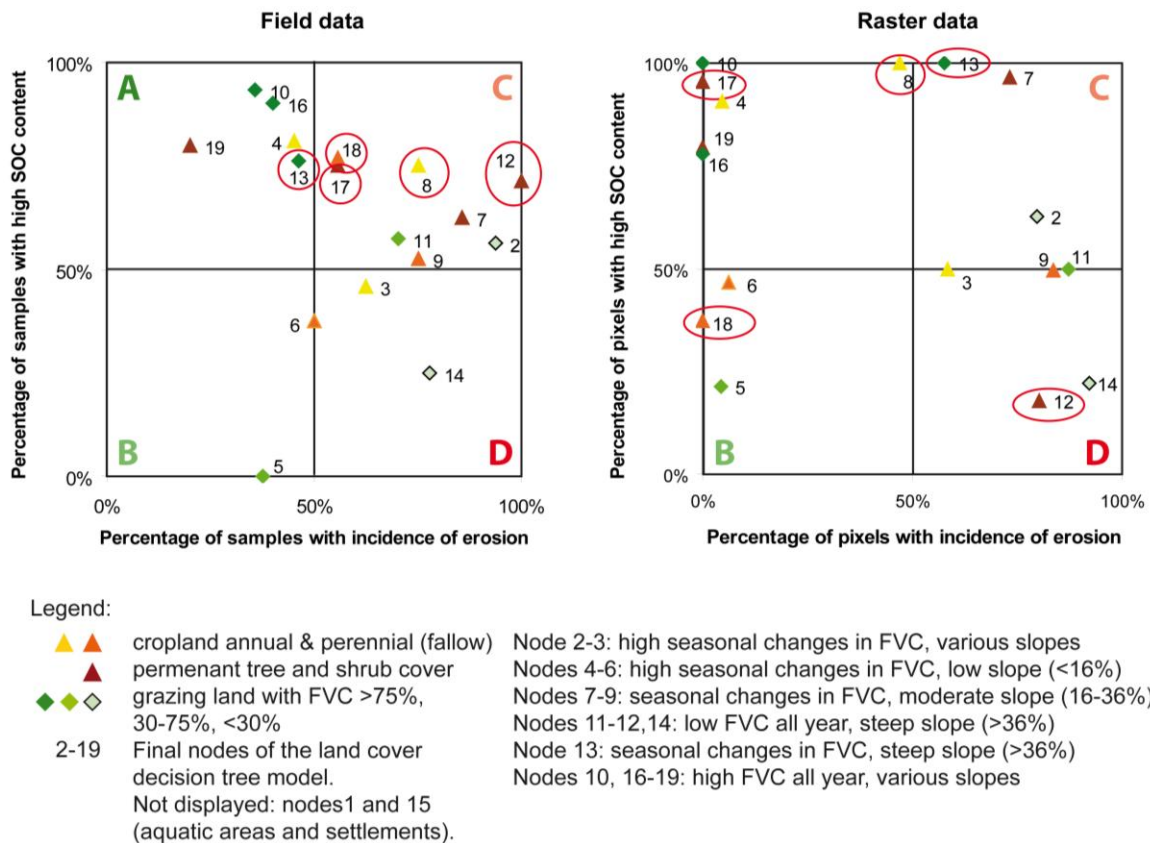 Field data
Percentage of samples with high SOC content
100%
50%
0%
A
C
B
D
10
16
19
4
13
18
17
8
12
7
11
2
9
3
6
14
5
0%
50%
100%
Percentage of samples with incidence of erosion
Raster data
Percentage of pixels with high SOC content
100%
50%
0%
C
B
D
10
17
4
19
16
8
13
7
2
9
11
3
6
18
5
12
14
0%
50%
100%
Percentage of pixels with incidence of erosion
Legend:
cropland annual & perennial (fallow)
permenant tree and shrub cover
grazing land with FVC >75%,
30-75%, <30%
2-19 Final nodes of the land cover
decision tree model.
Not displayed: nodes1 and 15
(aquatic areas and settlements).
Node 2-3: high seasonal changes in FVC, various slopes
Nodes 4-6: high seasonal changes in FVC, low slope (<16%)
Nodes 7-9: seasonal changes in FVC, moderate slope (16-36%)
Nodes 11-12,14: low FVC all year, steep slope (>36%)
Node 13: seasonal changes in FVC, steep slope (>36%)
Nodes 10, 16-19: high FVC all year, various slopes